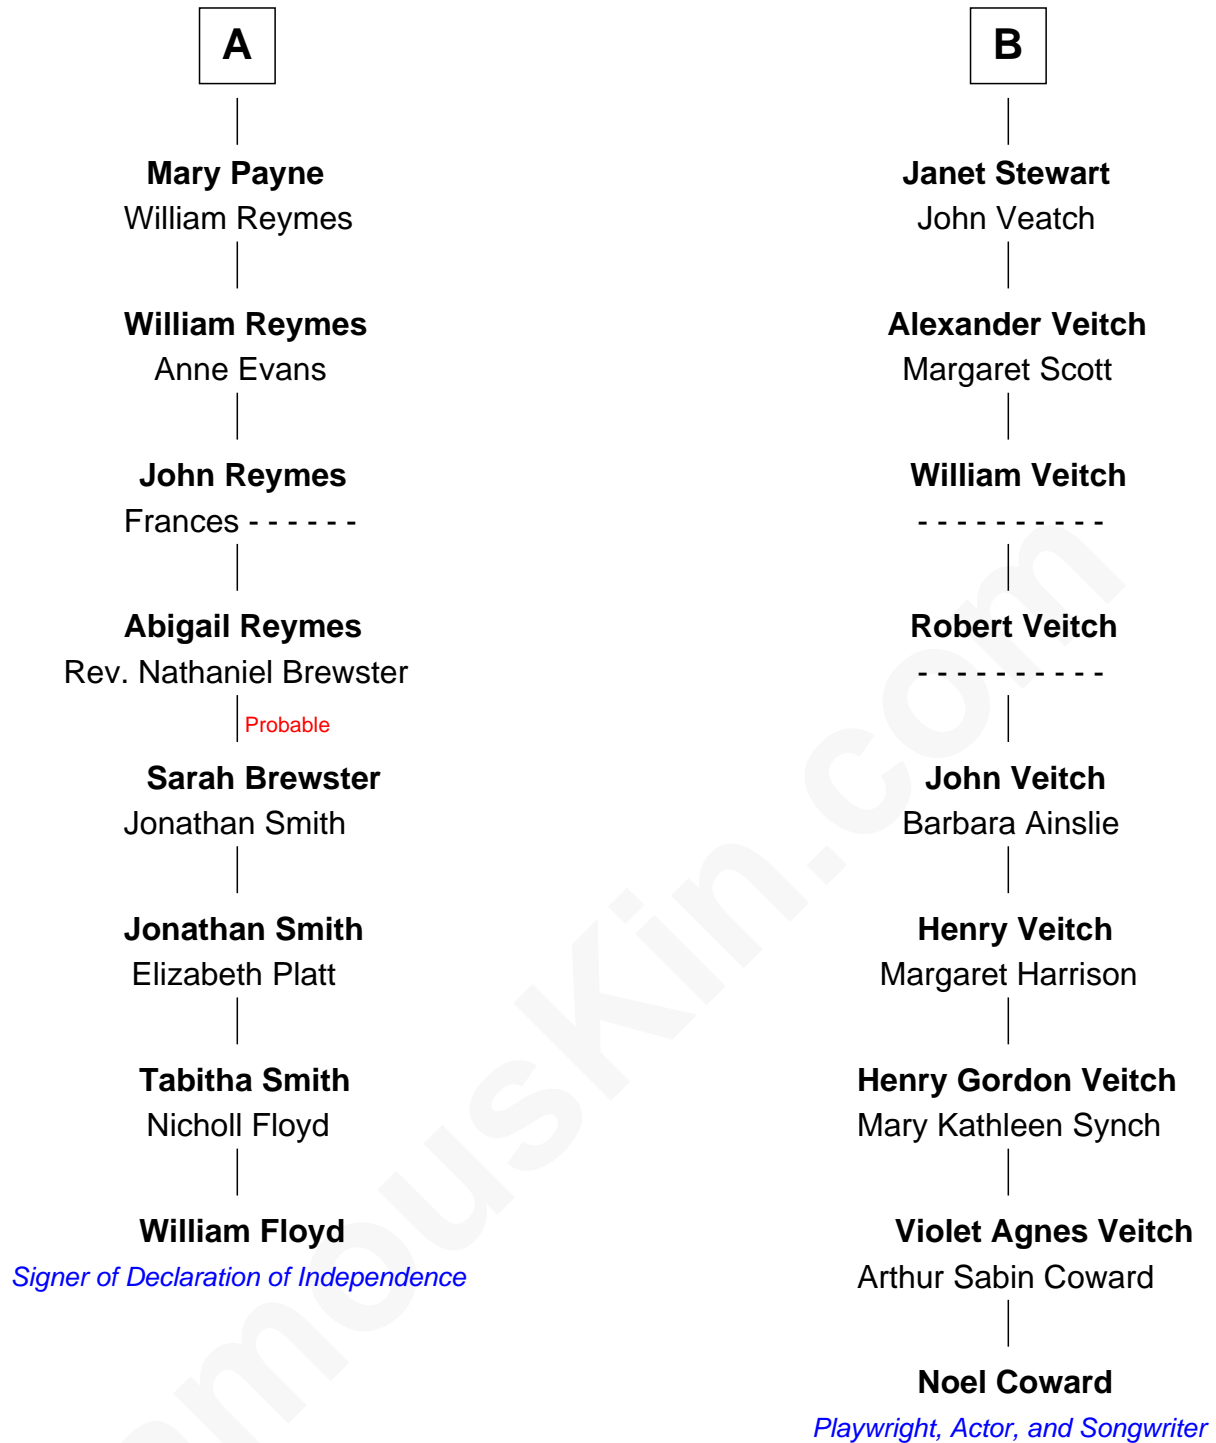 A
Mary Payne
William Reymes
William Reymes
Anne Evans
John Reymes
Frances - - - - - -
Abigail Reymes
Rev. Nathaniel Brewster
Probable
Sarah Brewster
Jonathan Smith
Jonathan Smith
Elizabeth Platt
Tabitha Smith
Nicholl Floyd
William Floyd
Signer of Declaration of Independence
B
Janet Stewart
John Veatch
Alexander Veitch
Margaret Scott
William Veitch
- - - - - - - - - -
Robert Veitch
- - - - - - - - - -
John Veitch
Barbara Ainslie
Henry Veitch
Margaret Harrison
Henry Gordon Veitch
Mary Kathleen Synch
Violet Agnes Veitch
Arthur Sabin Coward
Noel Coward
Playwright, Actor, and Songwriter
amouskin.com